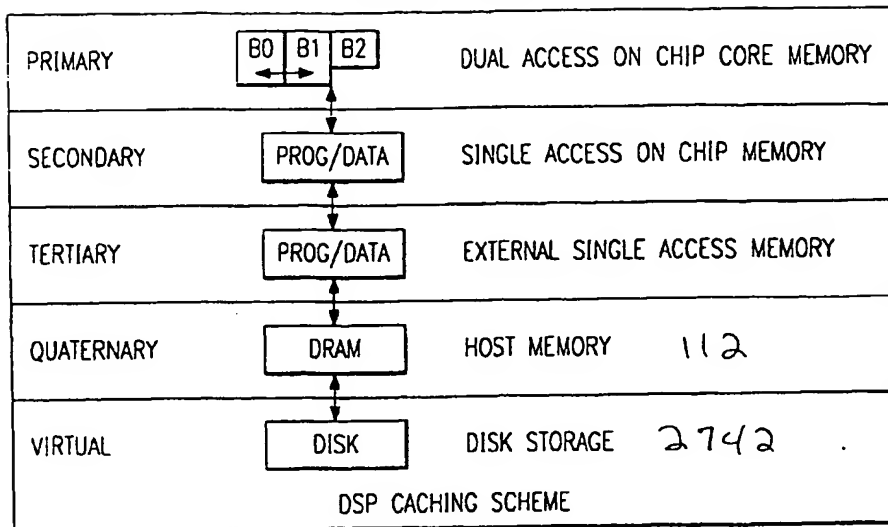 PRIMARY B0 B1 B2 DUAL ACCESS ON CHIP CORE MEMORY
SECONDARY PROG/DATA SINGLE ACCESS ON CHIP MEMORY
TERTIARY PROG/DATA EXTERNAL SINGLE ACCESS MEMORY
QUATERNARY DRAM HOST MEMORY 112
VIRTUAL DISK DISK STORAGE 2742
DSP CACHING SCHEME